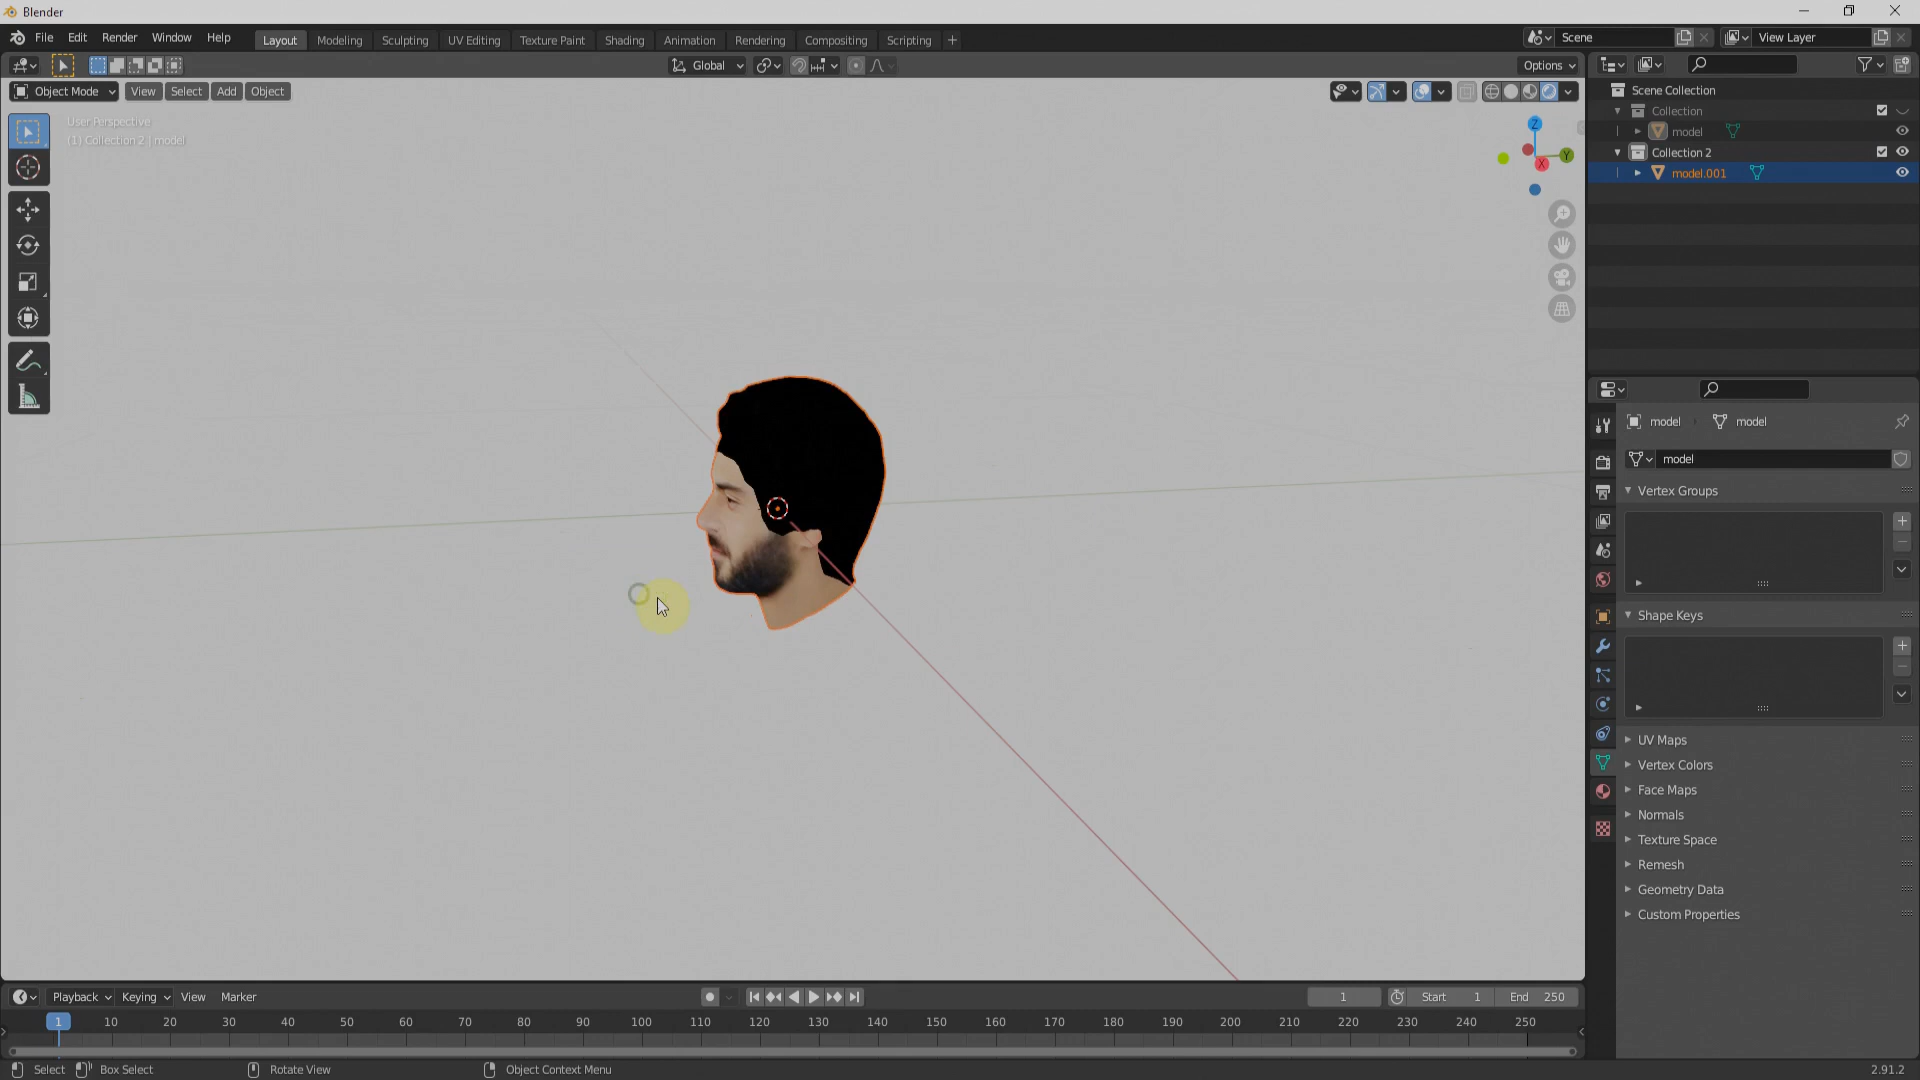 Blender
File Edit Render Window Help
Layout Modeling Sculpting UV Editing Texture Paint Shading Animation Rendering Compositing Scripting +
Scene
View Layer
Global
Options
Object Mode View Select Add Object
User Perspective
(1) Collection 2 | model
Z
Y
X
Scene Collection
Collection
model
Collection 2
model.001
model model
model
Vertex Groups
Shape Keys
UV Maps
Vertex Colors
Face Maps
Normals
Texture Space
Remesh
Geometry Data
Custom Properties
Playback Keying View Marker
1 Start 1 End 250
1 10 20 30 40 50 60 70 80 90 100 110 120 130 140 150 160 170 180 190 200 210 220 230 240 250
Select Box Select Rotate View Object Context Menu 2.91.2